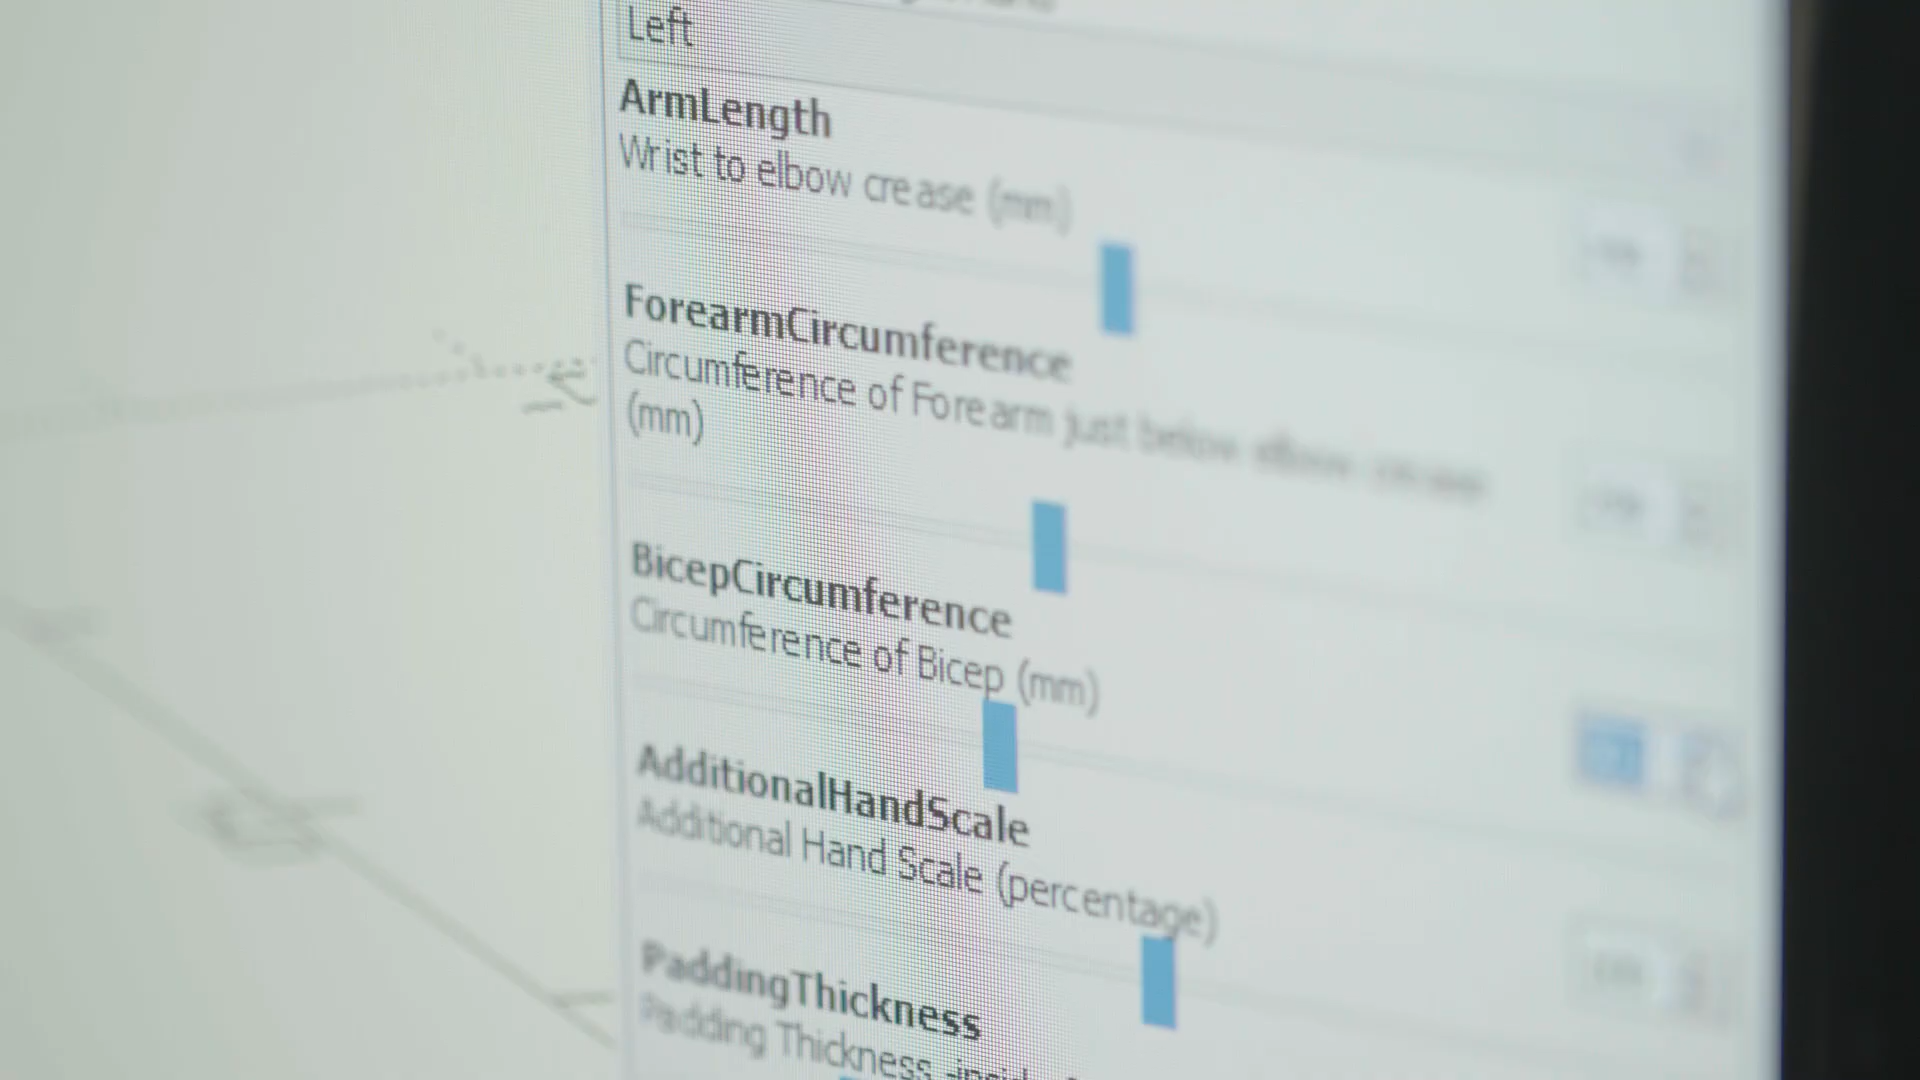 Left
ArmLength
Wrist to elbow crease (mm)
ForearmCircumference
Circumference of Forearm just below elbow crease
(mm)
BicepCircumference
Circumference of Bicep (mm)
AdditionalHandScale
Additional Hand Scale (percentage)
PaddingThickness
Padding Thickness